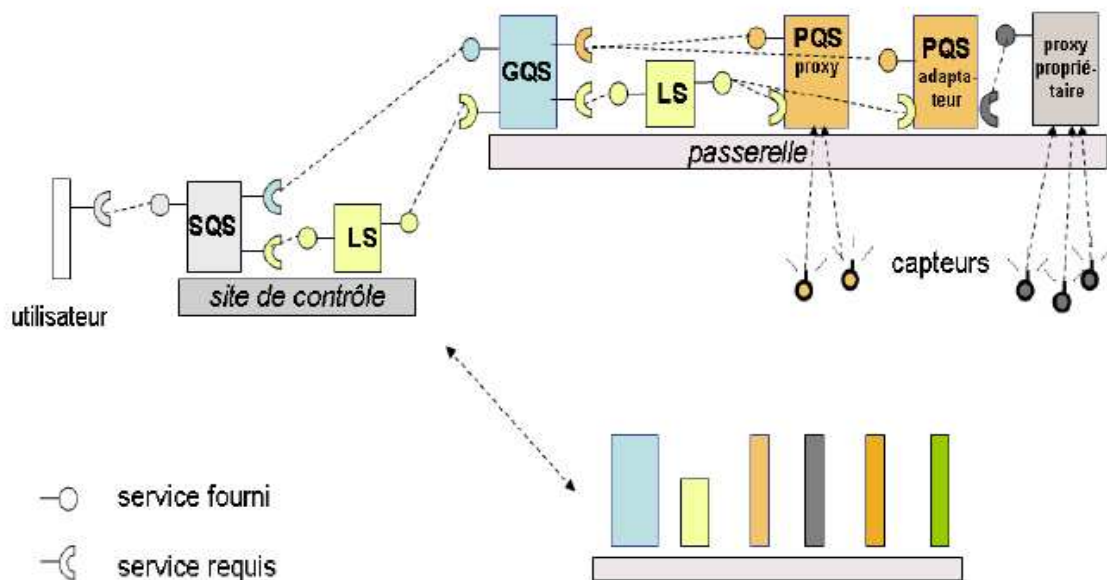 GQS
LS
PQS
proxy
PQS
adapta-
teur
proxy
proprié-
taire
passerelle
SQS
LS
site de contrôle
utilisateur
capteurs
service fourni
service requis